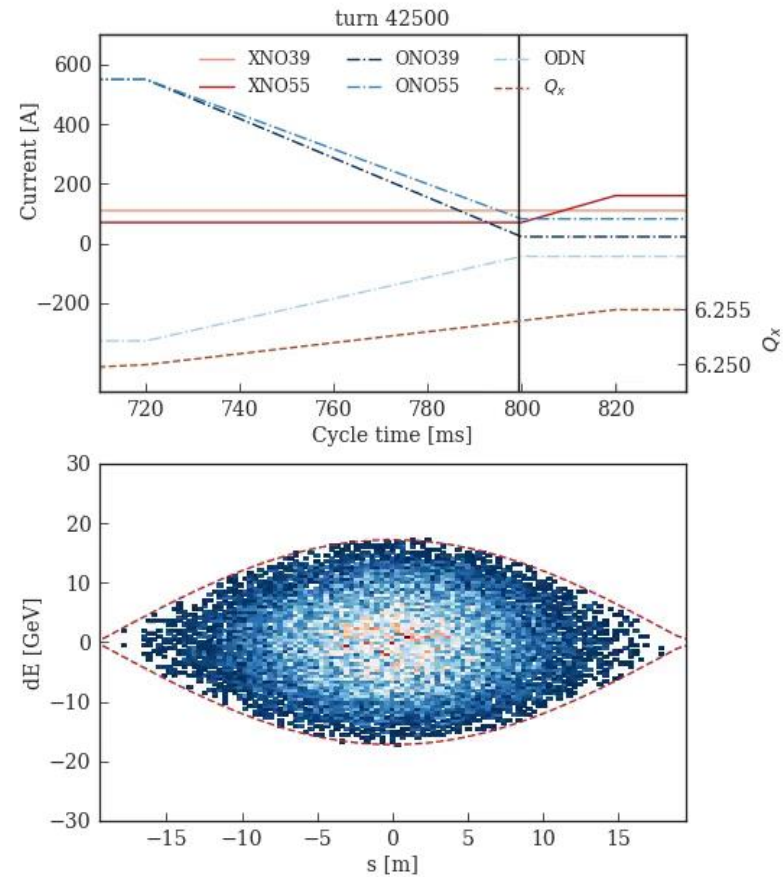 turn 42500
XNO39 ONO39 ODN
XNO55 ONO55 Q_x
600
400
200
0
−200
Current [A]
6.255
6.250
Q_x
720 740 760 780 800 820
Cycle time [ms]
30
20
10
0
−10
−20
−30
dE [GeV]
−15 −10 −5 0 5 10 15
s [m]